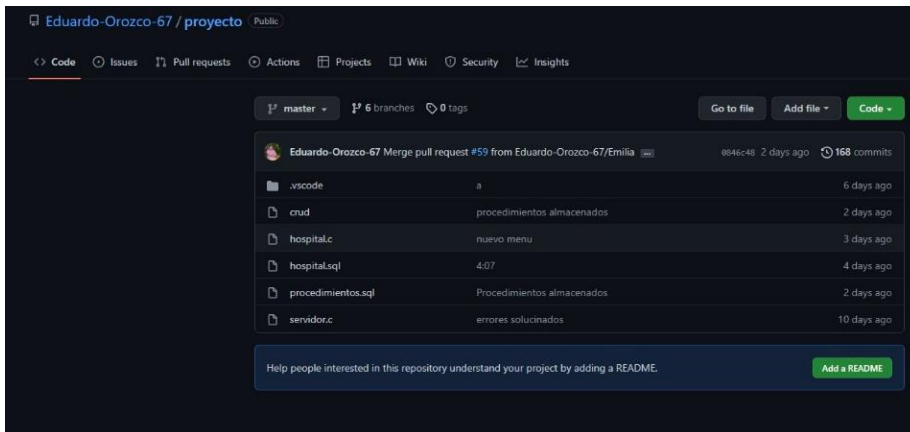 Eduardo-Orozco-67 / proyecto Public
<> Code Issues Pull requests Actions Projects Wiki Security Insights
master 6 branches 0 tags Go to file Add file Code
Eduardo-Orozco-67 Merge pull request #59 from Eduardo-Orozco-67/Emilia ... 0846c48 2 days ago 168 commits
.vscode a 6 days ago
crud procedimientos almacenados 2 days ago
hospital.c nuevo menu 3 days ago
hospital.sql 4:07 4 days ago
procedimientos.sql Procedimientos almacenados 2 days ago
servidor.c errores solucinados 10 days ago
Help people interested in this repository understand your project by adding a README. Add a README